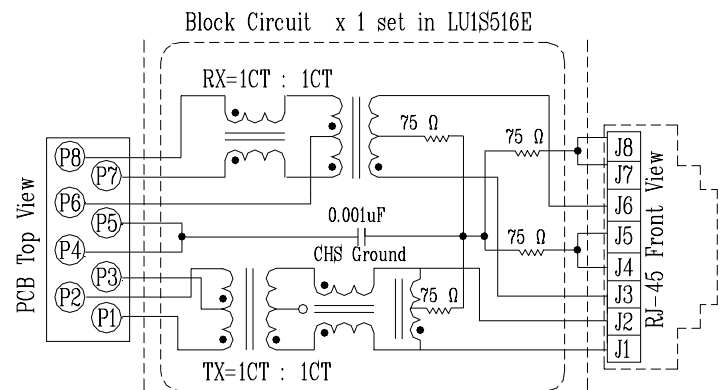 Block Circuit x 1 set in LU1S516E
RX=1CT : 1CT
75 Ω
75 Ω
P8
P7
P6
P5
P4
P3
P2
P1
PCB Top View
0.001uF
CHS Ground
75 Ω
75 Ω
TX=1CT : 1CT
J8
J7
J6
J5
J4
J3
J2
J1
RJ-45 Front View